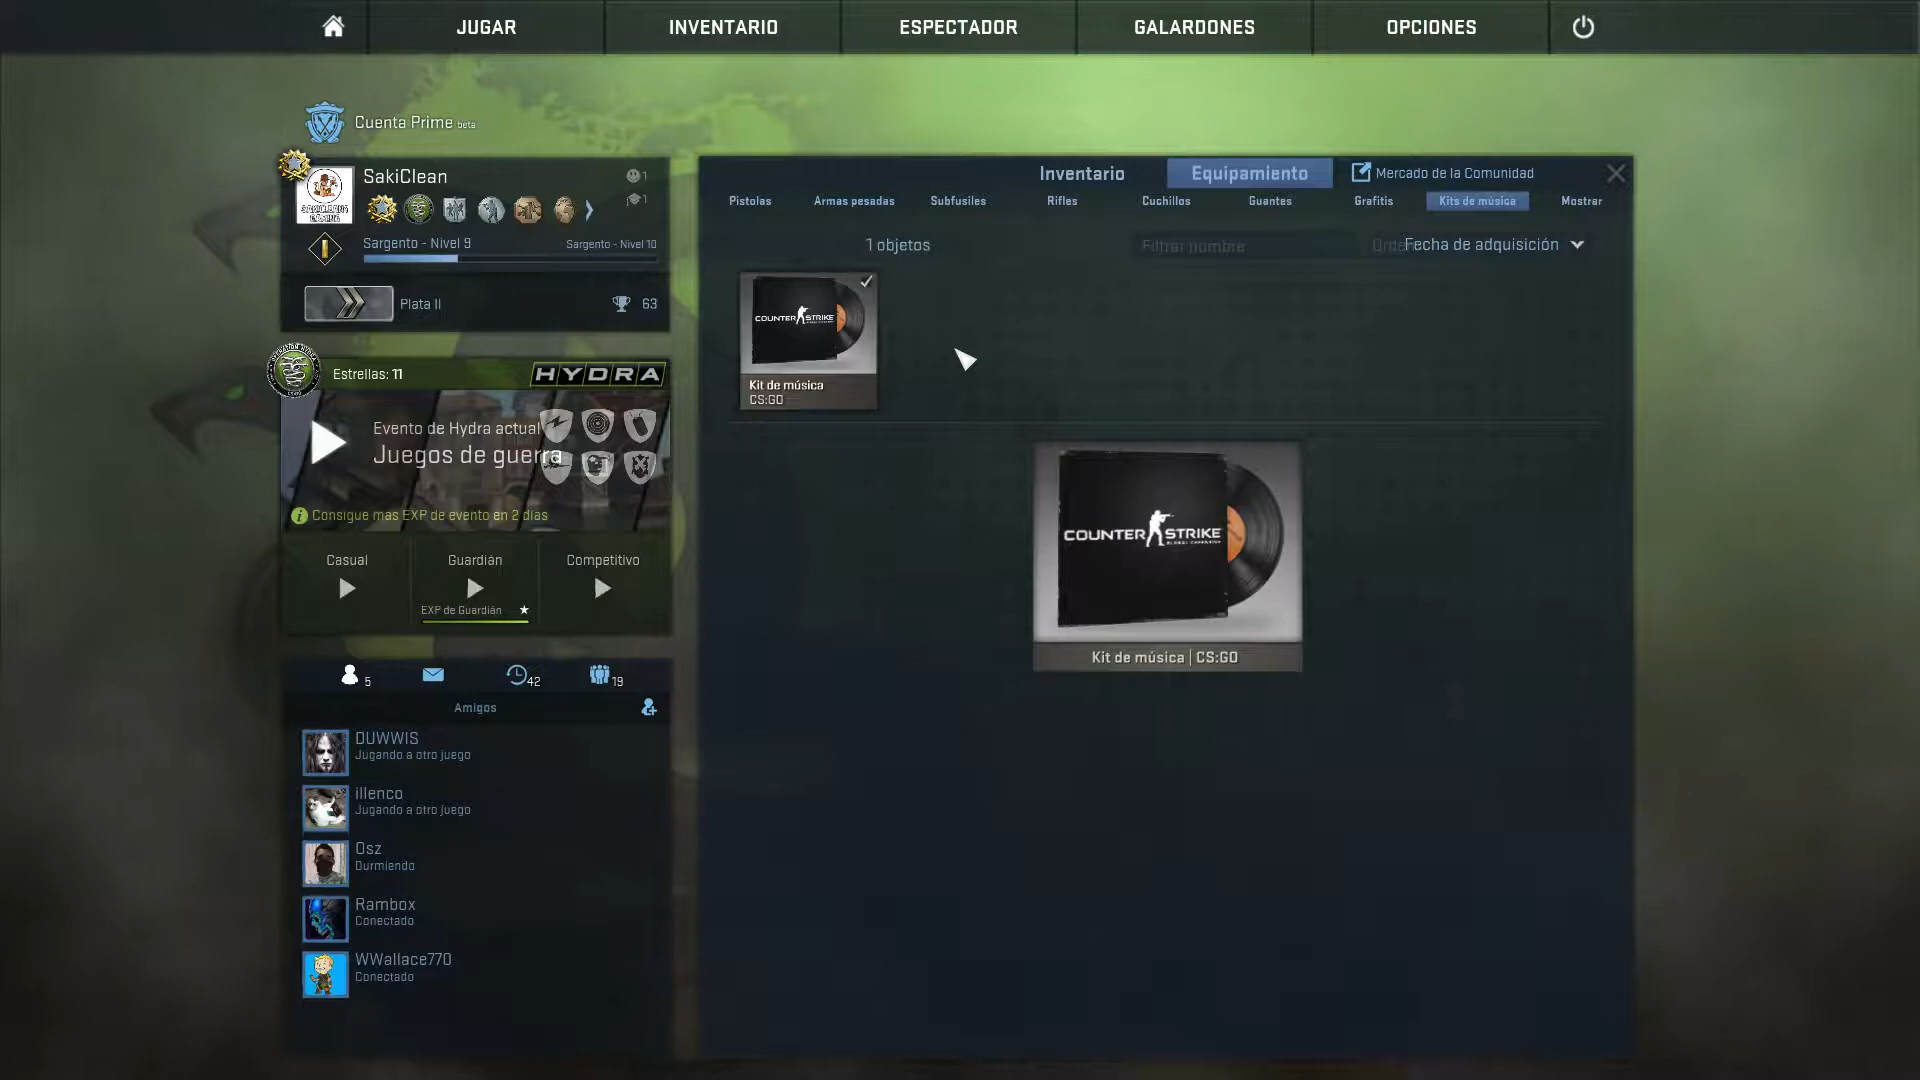 JUGAR
INVENTARIO
ESPECTADOR
GALARDONES
OPCIONES
Cuenta Prime beta
SakiClean
1
1
Sargento - Nivel 9
Sargento - Nivel 10
Plata II
63
Estrellas: 11
HYDRA
Evento de Hydra actual
Juegos de guerra
Consigue mas EXP de evento en 2 días
Casual
Guardián
Competitivo
EXP de Guardián
5
42
19
Amigos
DUWWIS
Jugando a otro juego
illenco
Jugando a otro juego
Osz
Durmiendo
Rambox
Conectado
WWallace770
Conectado
Inventario
Equipamiento
Mercado de la Comunidad
Pistolas
Armas pesadas
Subfusiles
Rifles
Cuchillos
Guantes
Grafitis
Kits de música
Mostrar
1 objetos
Filtrar nombre
Fecha de adquisición
COUNTER STRIKE
Kit de música
CS:GO
COUNTER STRIKE
GLOBAL OFFENSIVE
Kit de música | CS:GO